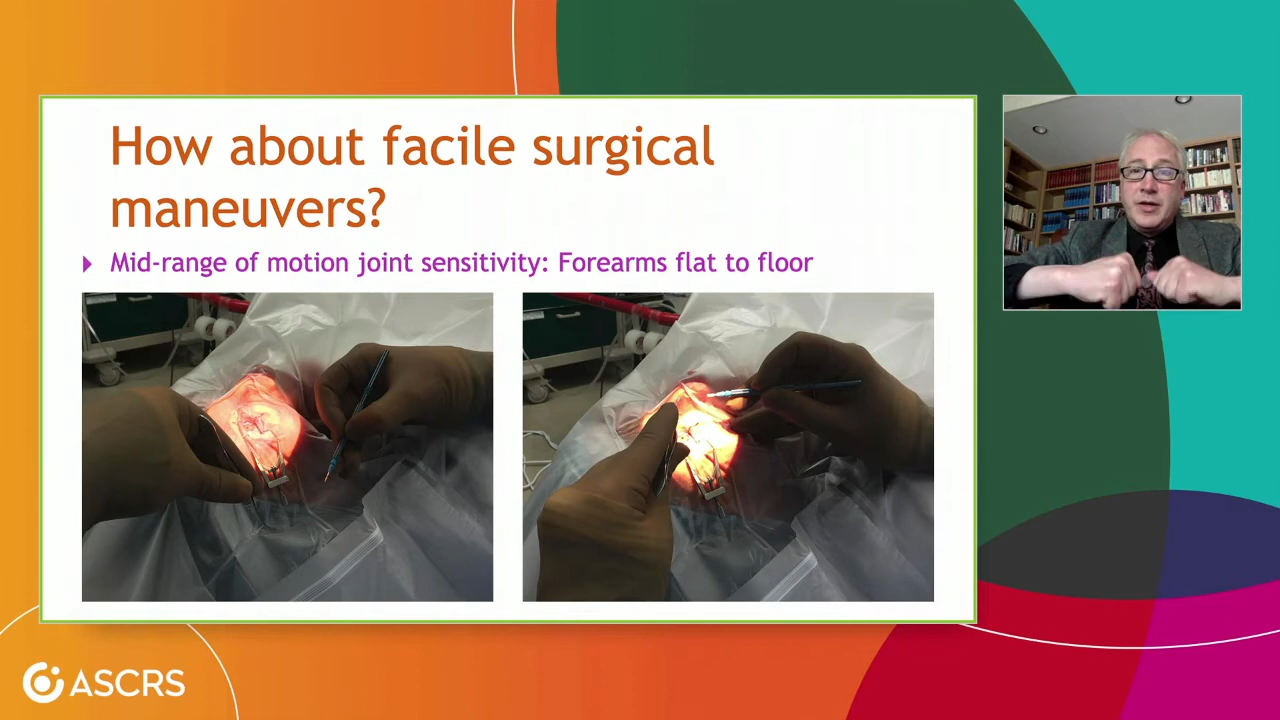 How about facile surgical
maneuvers?
Mid-range of motion joint sensitivity: Forearms flat to floor
ASCRS